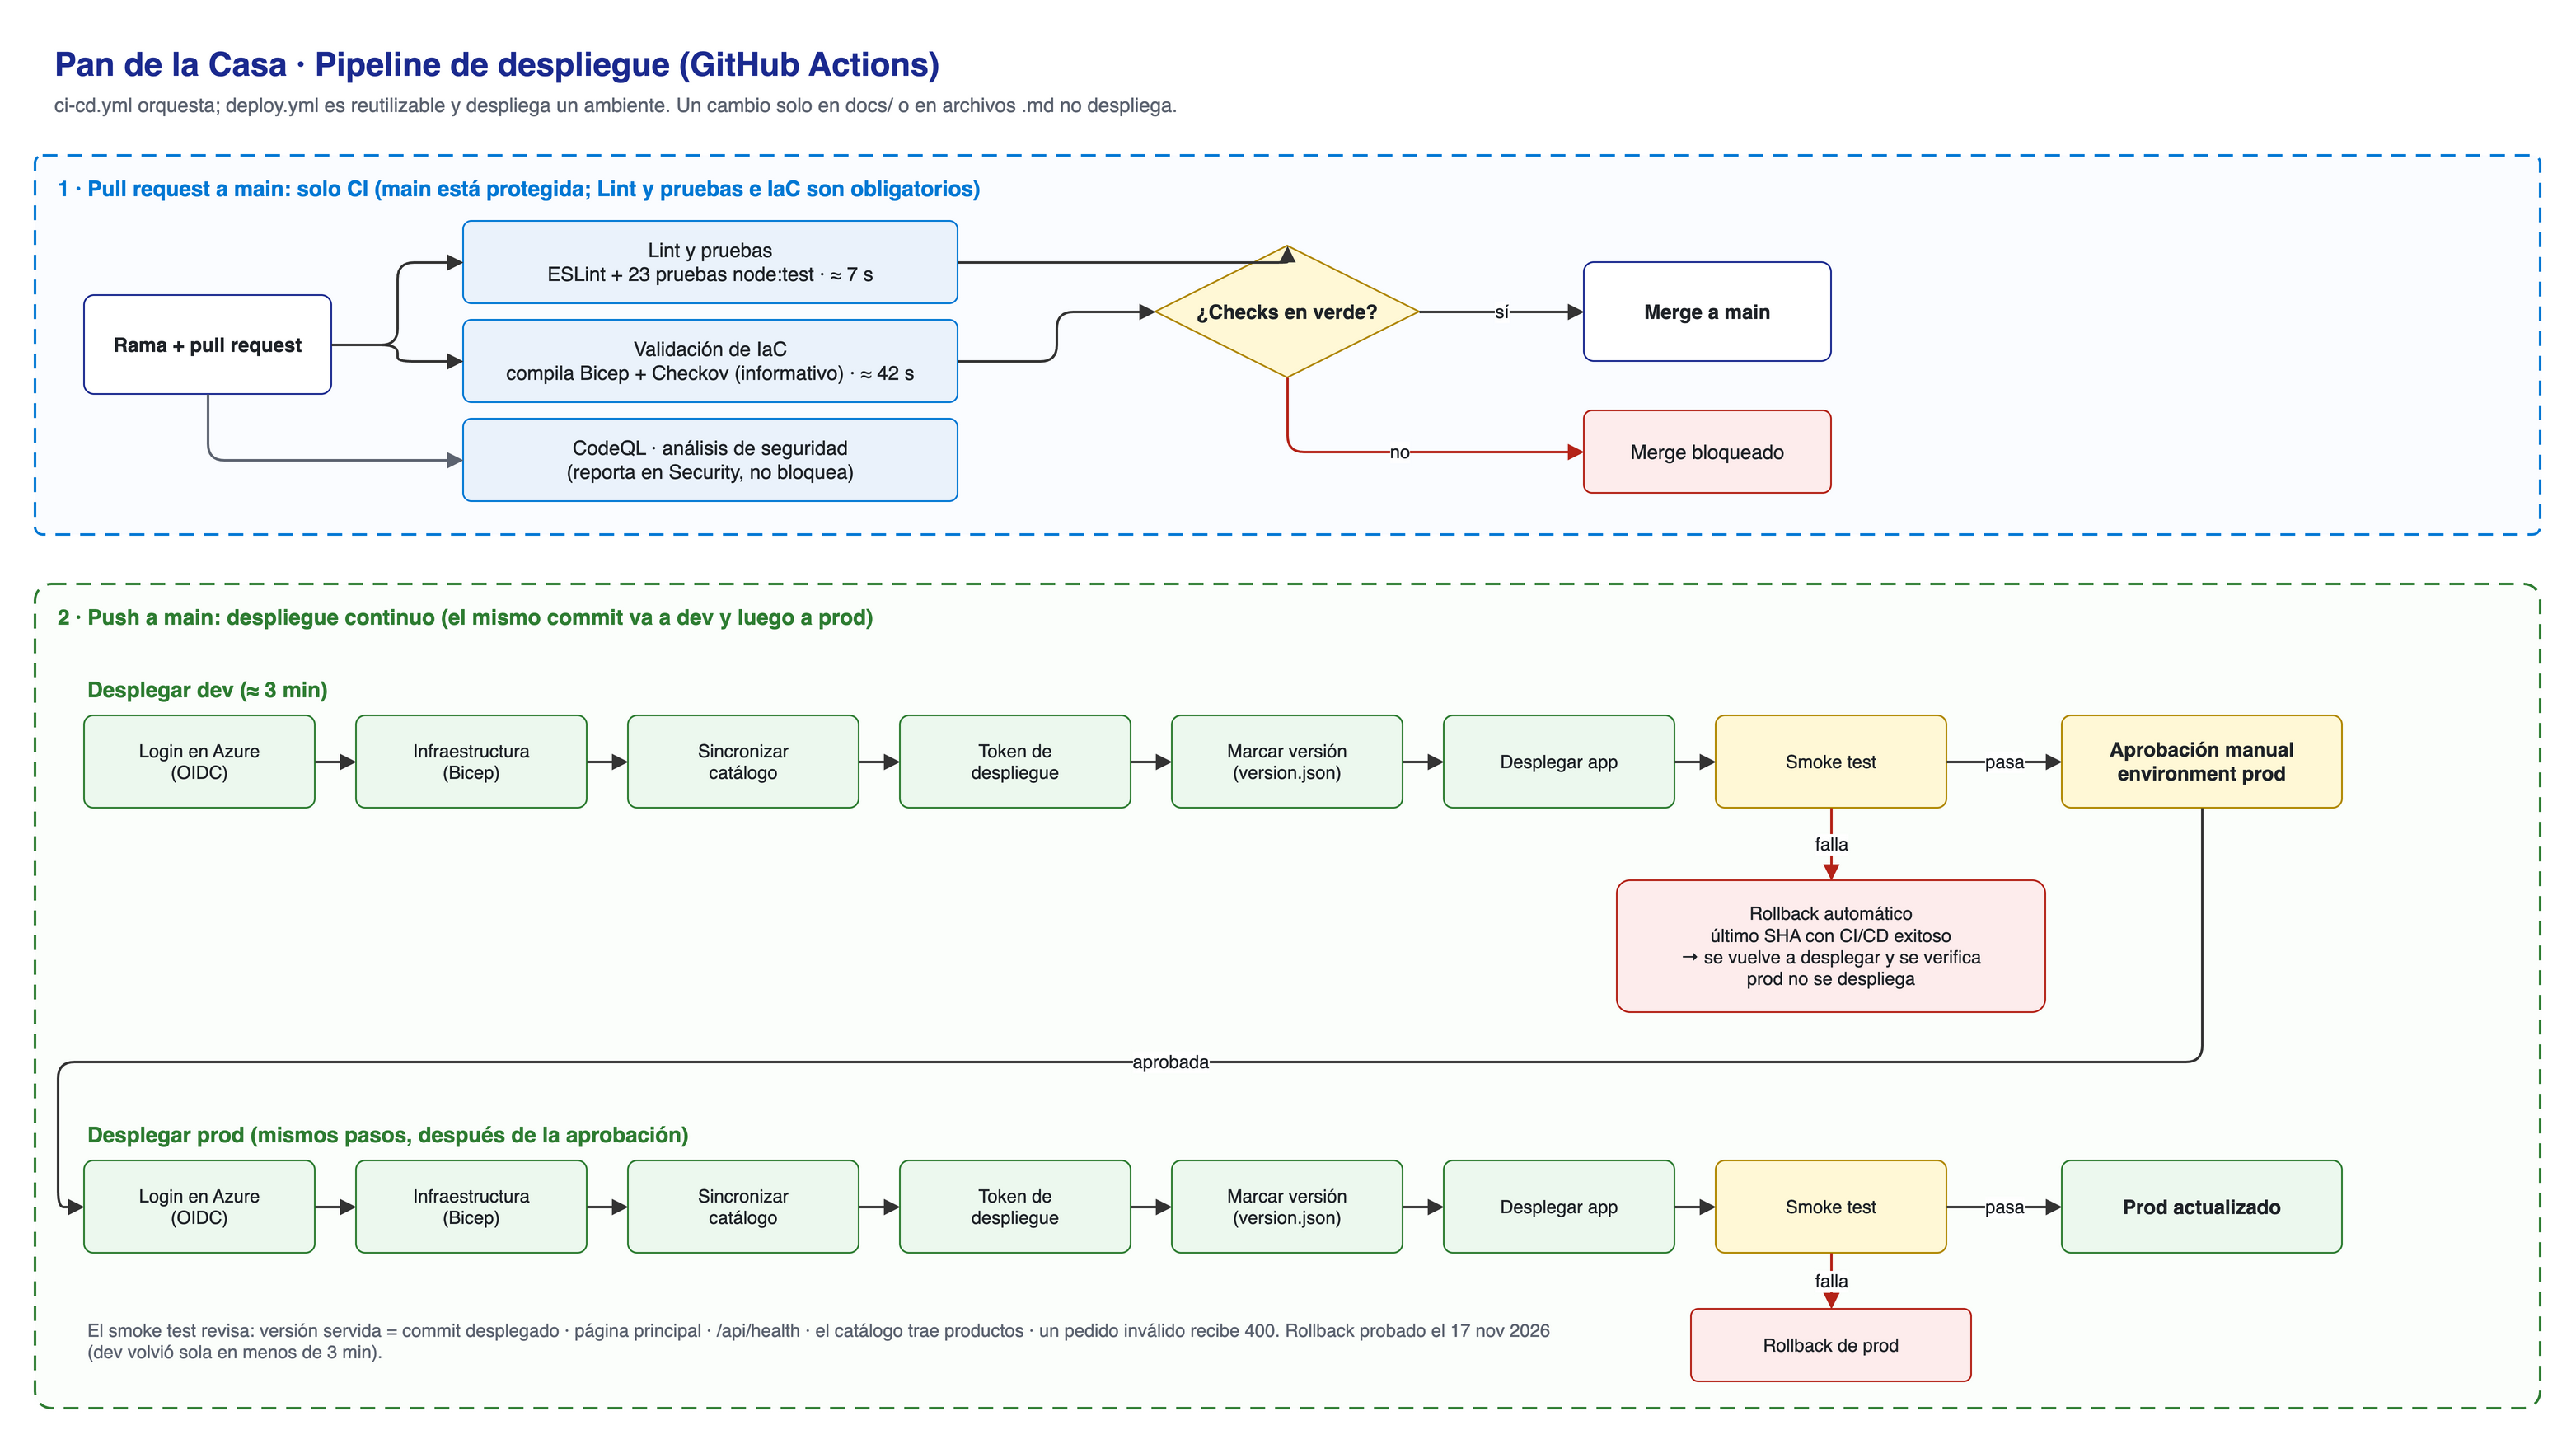 Pan de la Casa · Pipeline de despliegue (GitHub Actions)
ci-cd.yml orquesta; deploy.yml es reutilizable y despliega un ambiente. Un cambio solo en docs/ o en archivos .md no despliega.
1 · Pull request a main: solo CI (main está protegida; Lint y pruebas e IaC son obligatorios)
Rama + pull request
Lint y pruebas
ESLint + 23 pruebas node:test · ≈ 7 s
Validación de IaC
compila Bicep + Checkov (informativo) · ≈ 42 s
CodeQL · análisis de seguridad
(reporta en Security, no bloquea)
¿Checks en verde?
sí
Merge a main
no
Merge bloqueado
2 · Push a main: despliegue continuo (el mismo commit va a dev y luego a prod)
Desplegar dev (≈ 3 min)
Login en Azure
(OIDC)
Infraestructura
(Bicep)
Sincronizar
catálogo
Token de
despliegue
Marcar versión
(version.json)
Desplegar app
Smoke test
pasa
Aprobación manual
environment prod
falla
Rollback automático
último SHA con CI/CD exitoso
→ se vuelve a desplegar y se verifica
prod no se despliega
aprobada
Desplegar prod (mismos pasos, después de la aprobación)
Login en Azure
(OIDC)
Infraestructura
(Bicep)
Sincronizar
catálogo
Token de
despliegue
Marcar versión
(version.json)
Desplegar app
Smoke test
pasa
Prod actualizado
falla
Rollback de prod
El smoke test revisa: versión servida = commit desplegado · página principal · /api/health · el catálogo trae productos · un pedido inválido recibe 400. Rollback probado el 17 nov 2026
(dev volvió sola en menos de 3 min).